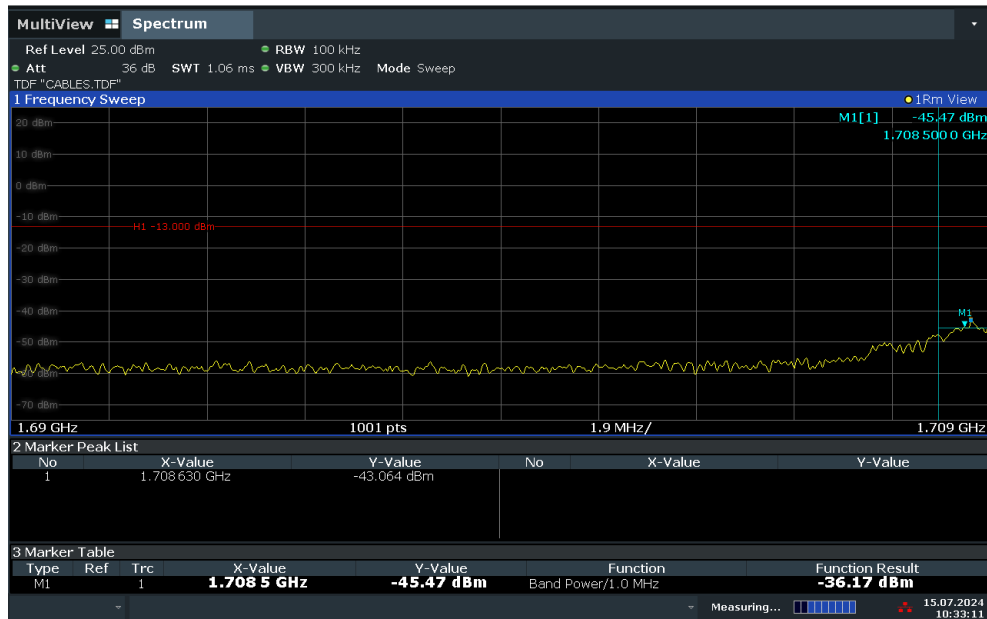 MultiView Spectrum
Ref Level 25.00 dBm RBW 100 kHz
Att 36 dB SWT 1.06 ms VBW 300 kHz Mode Sweep
TDF "CABLES.TDF"
1 Frequency Sweep 1Rm View
M1[1] -45.47 dBm
1.708 500 0 GHz
20 dBm
10 dBm
0 dBm
-10 dBm
H1 -13.000 dBm
-20 dBm
-30 dBm
-40 dBm
M1
-50 dBm
-60 dBm
-70 dBm
1.69 GHz 1001 pts 1.9 MHz/ 1.709 GHz
2 Marker Peak List
No X-Value Y-Value No X-Value Y-Value
1 1.708 630 GHz -43.064 dBm
3 Marker Table
Type Ref Trc X-Value Y-Value Function Function Result
M1 1 1.708 5 GHz -45.47 dBm Band Power/1.0 MHz -36.17 dBm
Measuring... 15.07.2024
10:33:11